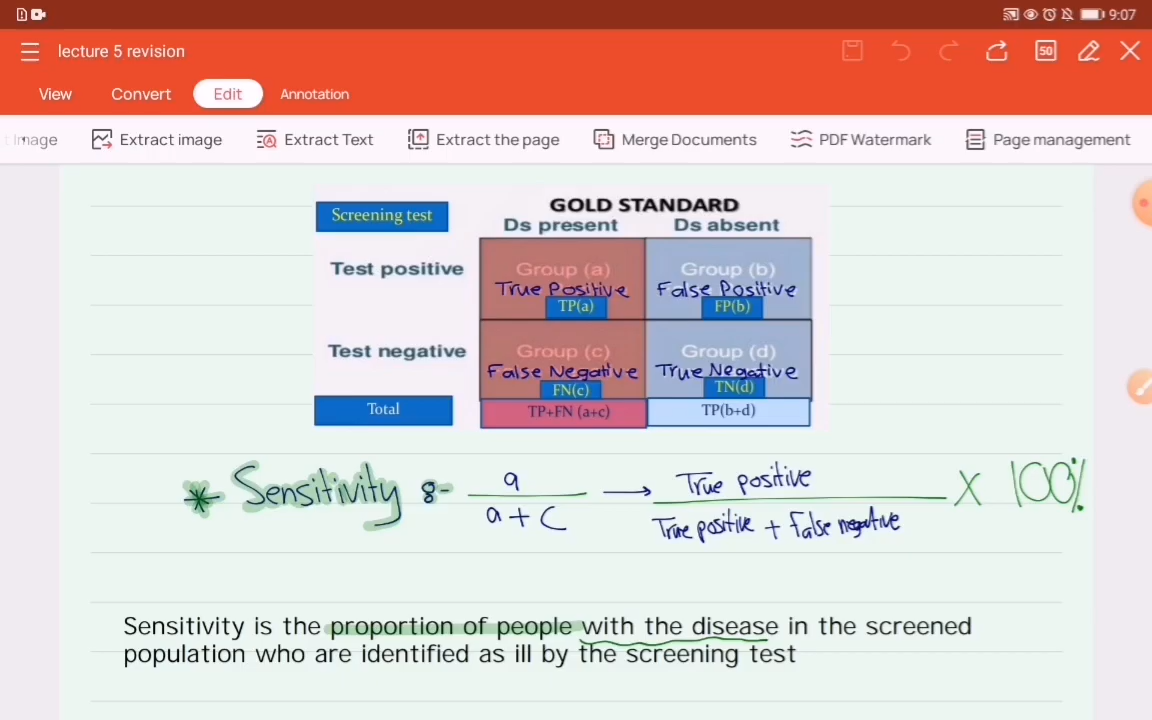 9:07
lecture 5 revision
50
View Convert Edit Annotation
Image Extract image Extract Text Extract the page Merge Documents PDF Watermark Page management
GOLD STANDARD
Screening test
Ds present Ds absent
Test positive Group (a) Group (b)
True Positive False Positive
TP(a) FP(b)
Test negative Group (c) Group (d)
False Negative True Negative
FN(c) TN(d)
Total TP+FN (a+c) TP(b+d)
* Sensitivity :- a / a + c → True positive / True positive + false negative X 100%
Sensitivity is the proportion of people with the disease in the screened
population who are identified as ill by the screening test